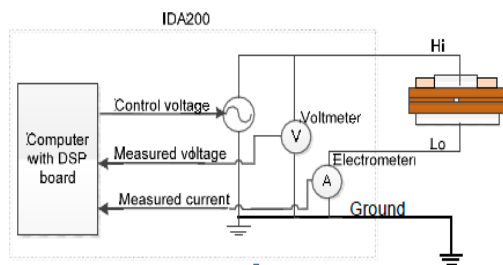 IDA200
Hi
Control voltage
Voltmeter
V
Computer
with DSP
board
Measured voltage
Lo
Electrometer
A
Measured current
Ground